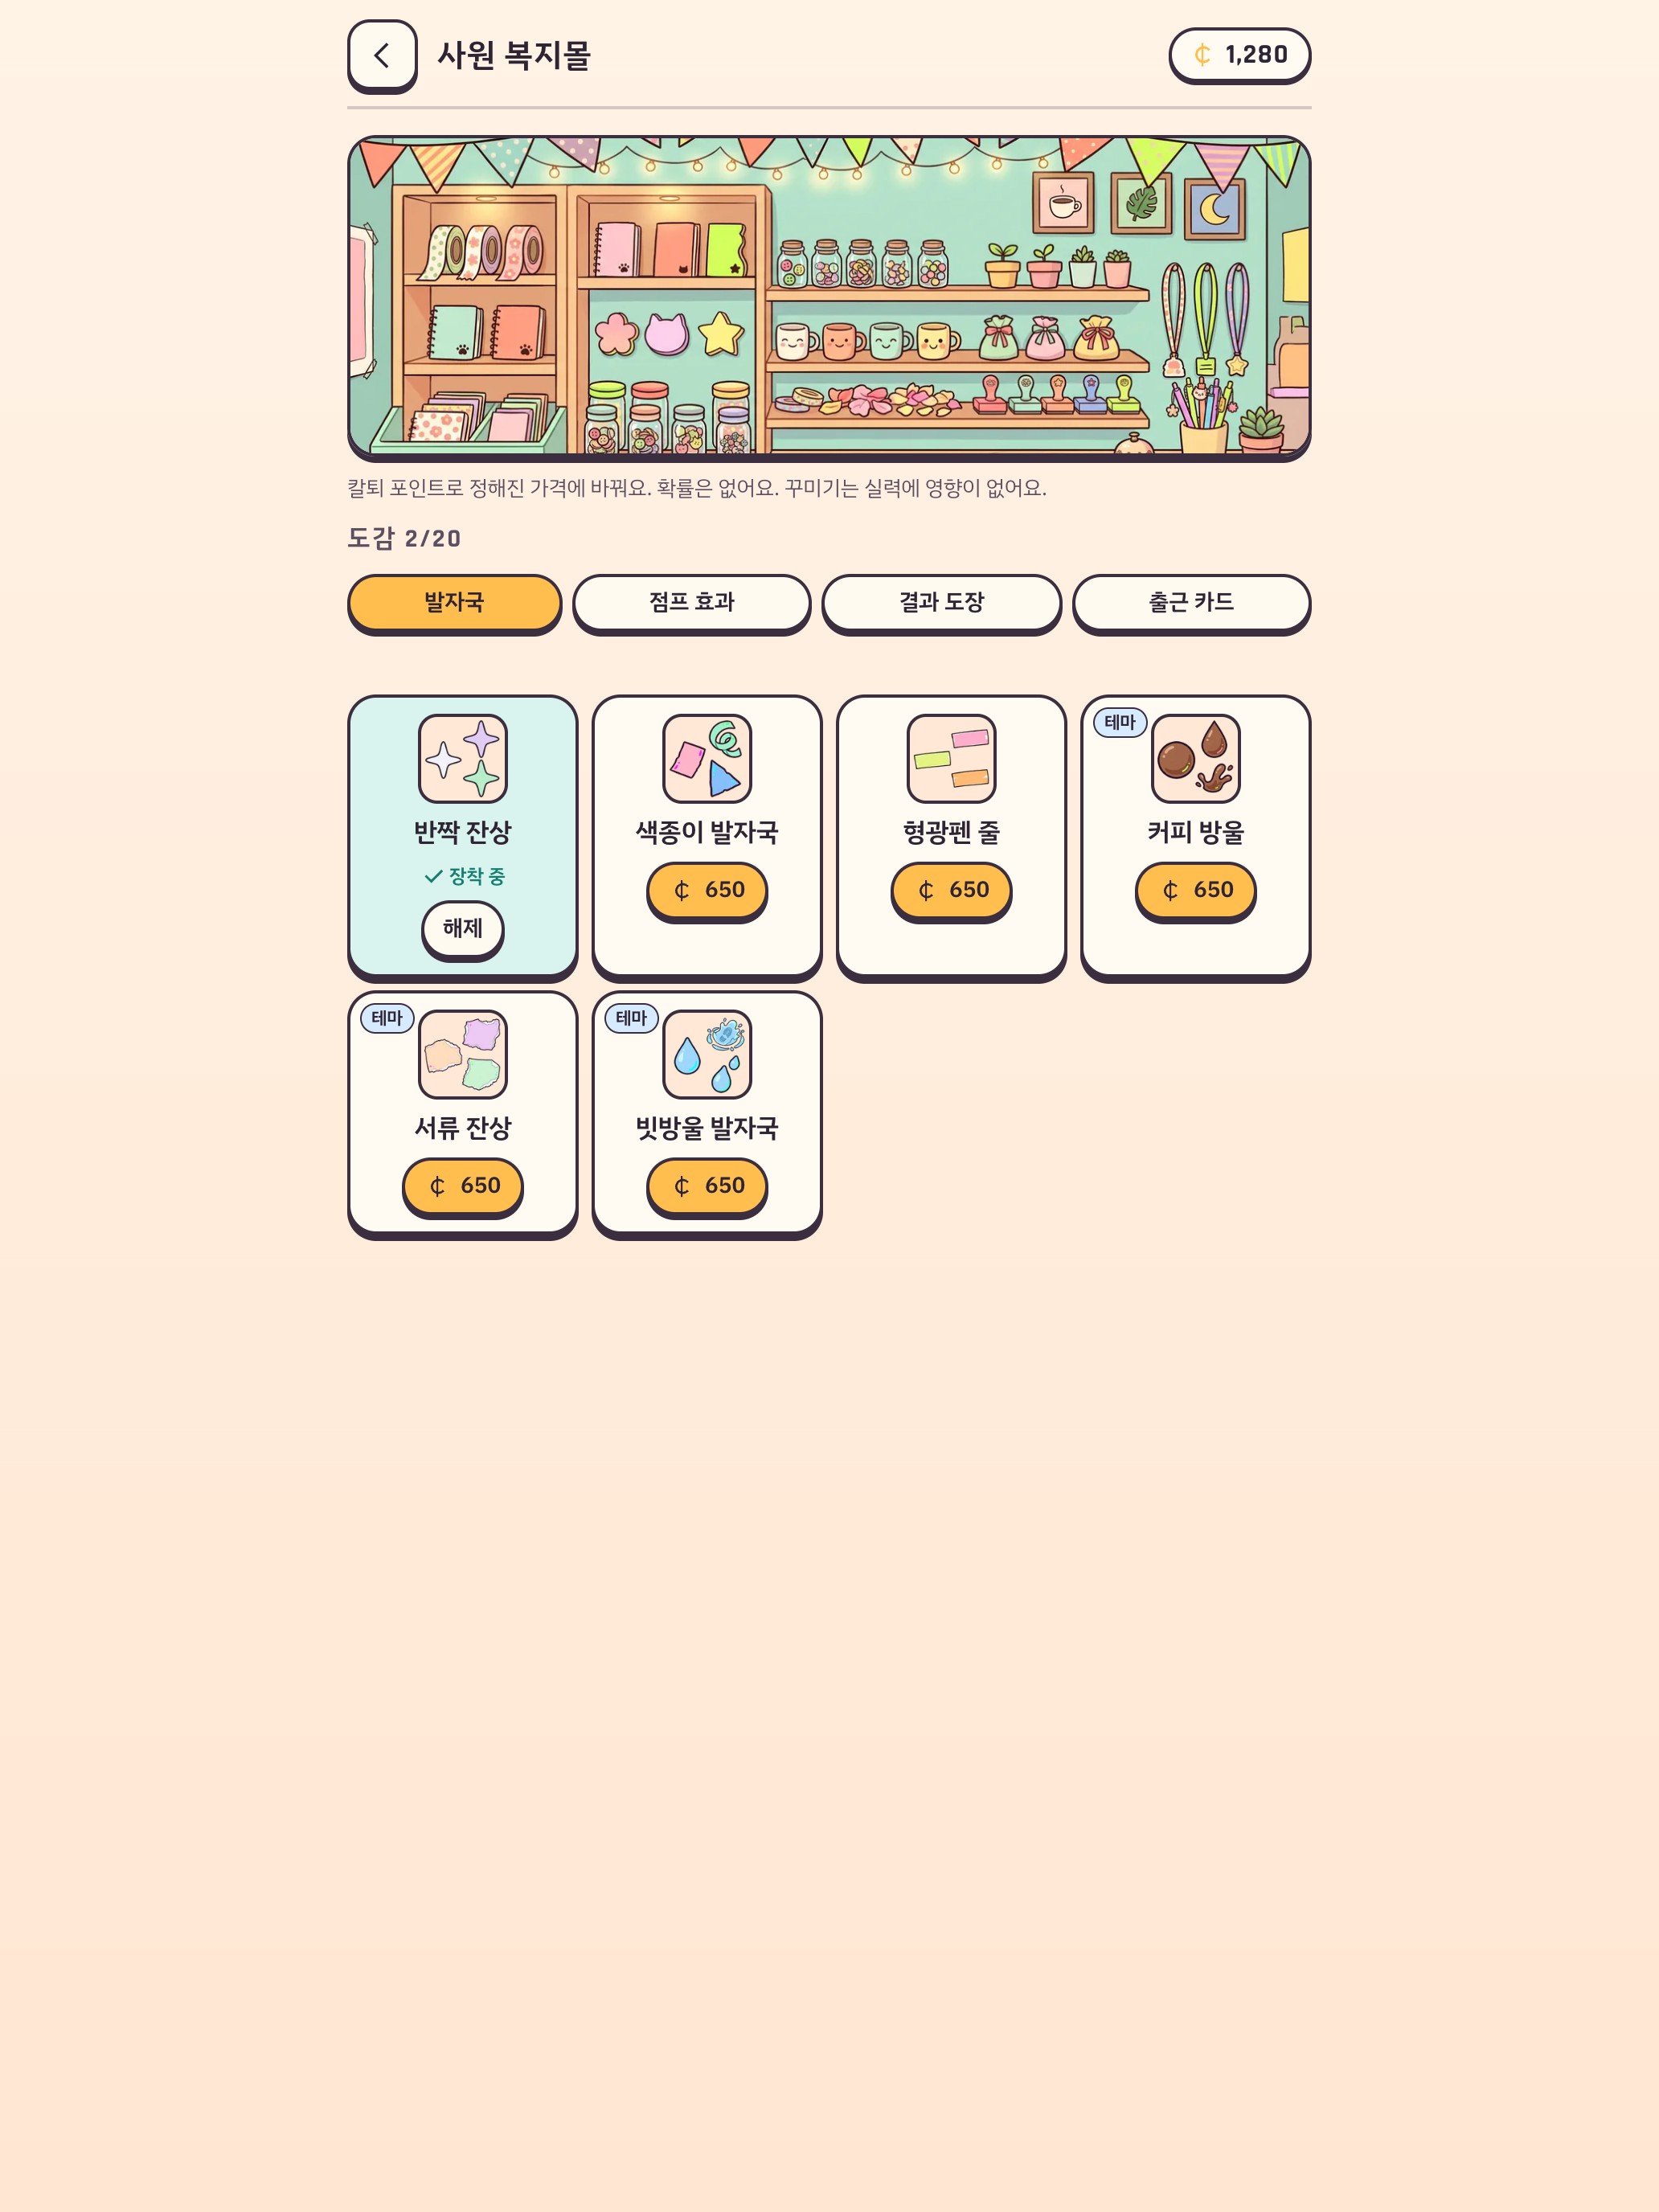 사원 복지몰
₵ 1,280
칼퇴 포인트로 정해진 가격에 바꿔요. 확률은 없어요. 꾸미기는 실력에 영향이 없어요.
도감 2/20
발자국 점프 효과 결과 도장 출근 카드
반짝 잔상
✓ 장착 중
해제
색종이 발자국
₵ 650
형광펜 줄
₵ 650
테마
커피 방울
₵ 650
테마
서류 잔상
₵ 650
테마
빗방울 발자국
₵ 650